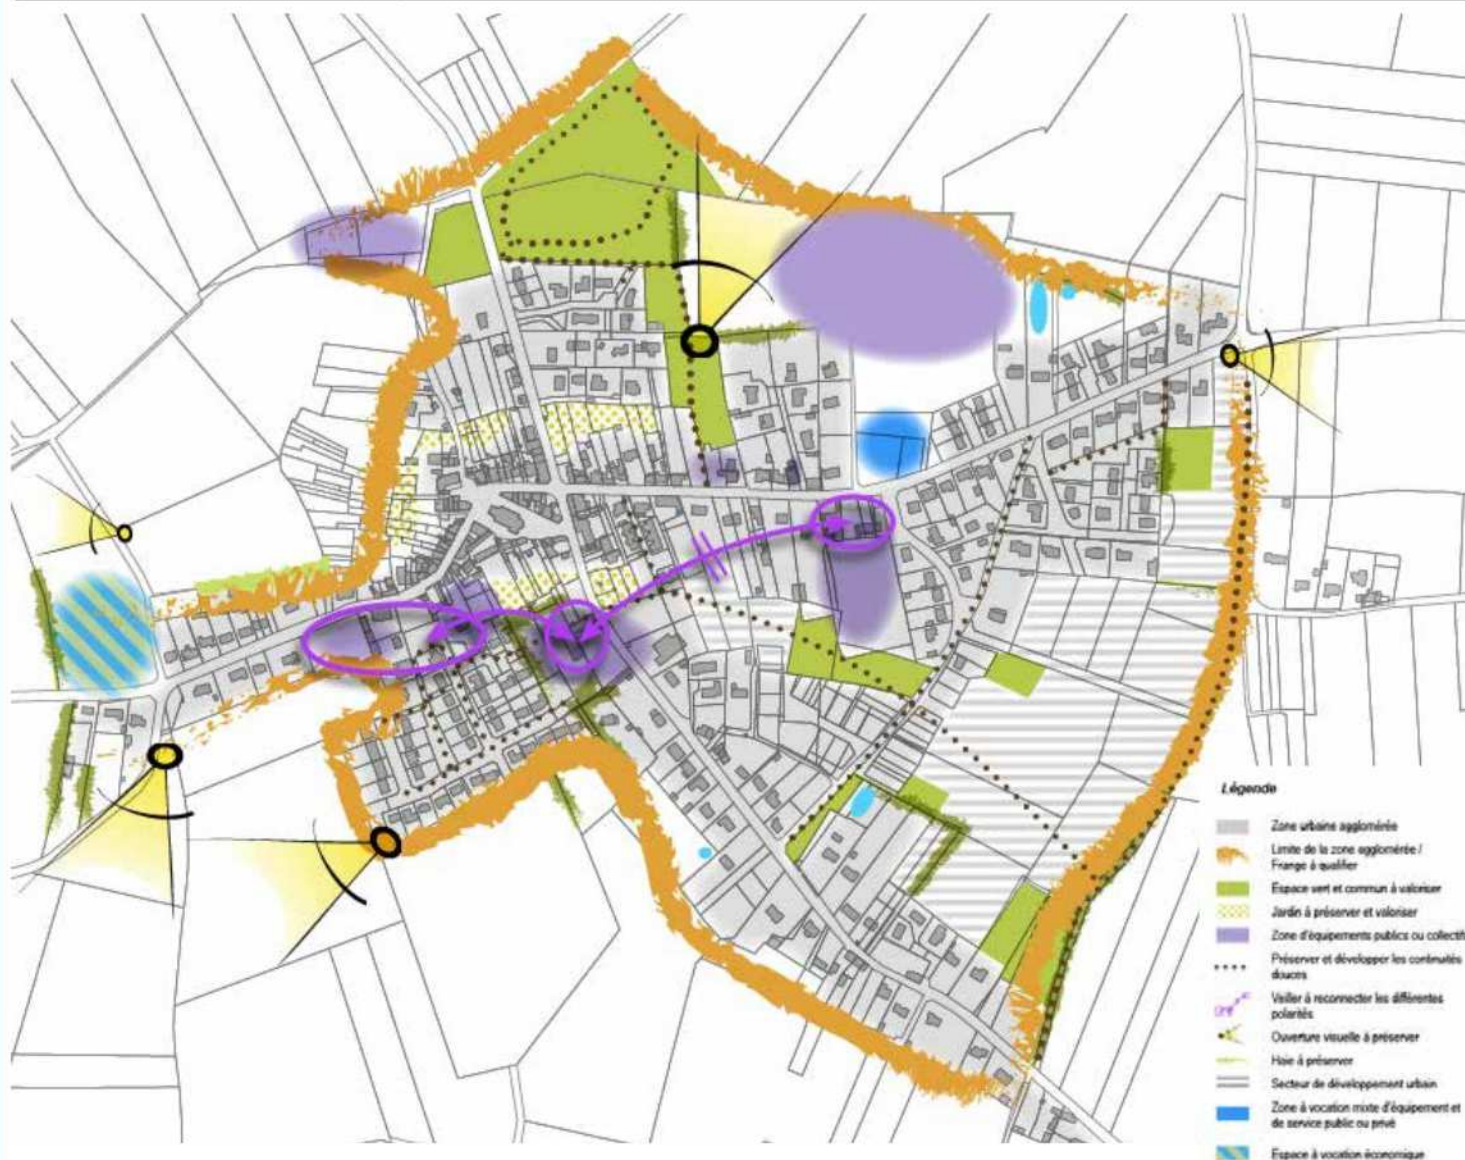 Légende
Zone urbaine agglomérée
Limite de la zone agglomérée /
Frange à qualifier
Espace vert et commun à valoriser
Jardin à préserver et valoriser
Zone d'équipements publics ou collectif
Préserver et développer les continuités
douces
Veiller à reconnecter les différentes
polarités
Ouverture visuelle à préserver
Haie à préserver
Secteur de développement urbain
Zone à vocation mixte d'équipement et
de service public ou privé
Espace à vocation économique